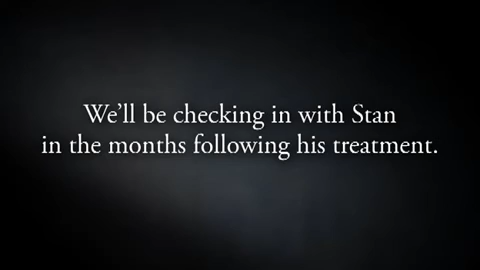 We’ll be checking in with Stan
in the months following his treatment.